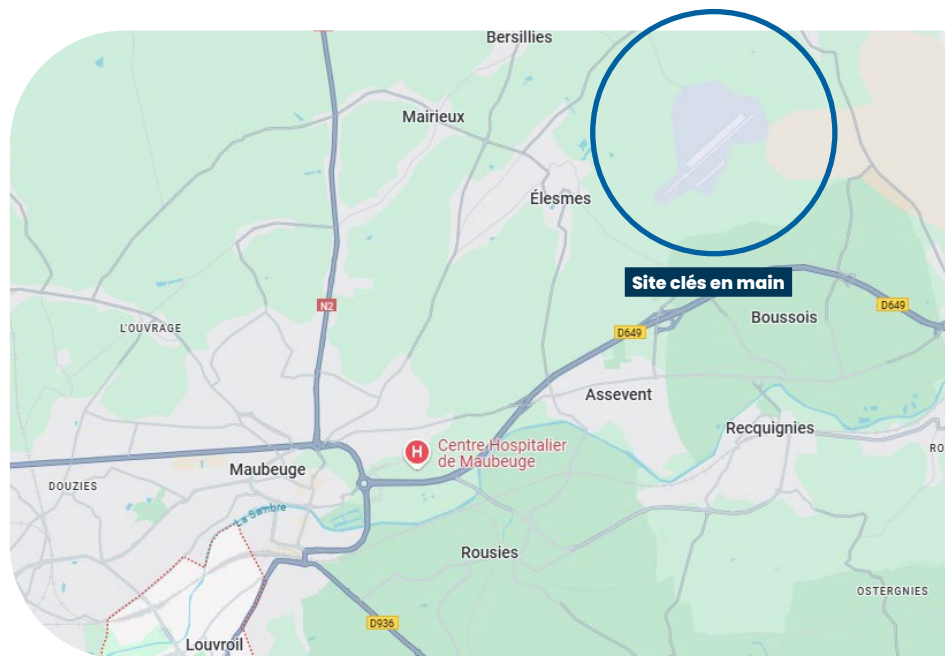 Bersillies
Mairieux
Élesmes
Site clés en main
N2
D649
Boussois
L'OUVRAGE
D649
Assevent
Recquignies
Centre Hospitalier
de Maubeuge
H
RO
Maubeuge
DOUZIES
La Sambre
Rousies
OSTERGNIES
D936
Louvroil